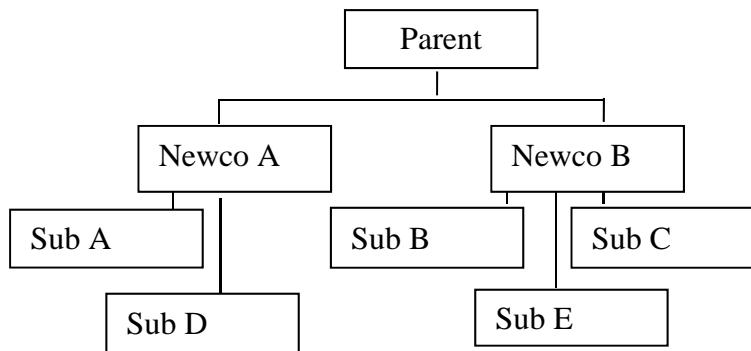 Parent
Newco A
Newco B
Sub A
Sub B
Sub C
Sub D
Sub E